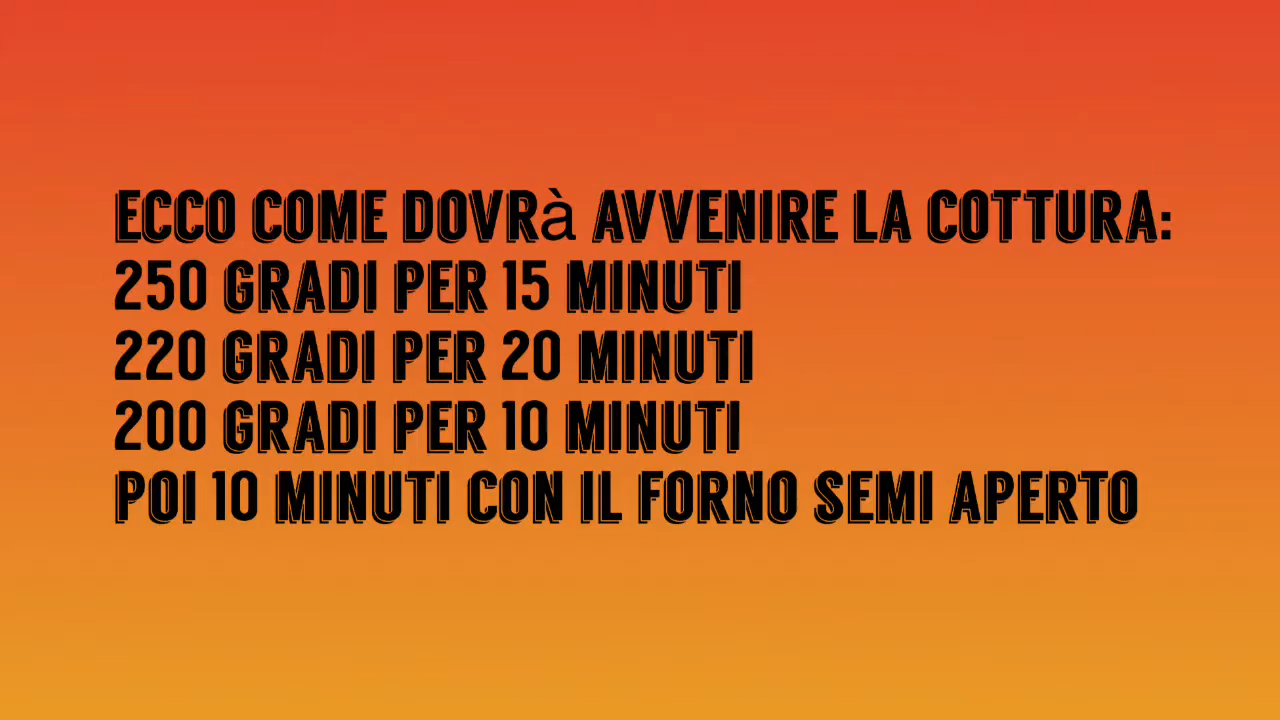 ECCO COME DOVRà AVVENIRE LA COTTURA:
250 GRADI PER 15 MINUTI
220 GRADI PER 20 MINUTI
200 GRADI PER 10 MINUTI
POI 10 MINUTI CON IL FORNO SEMI APERTO